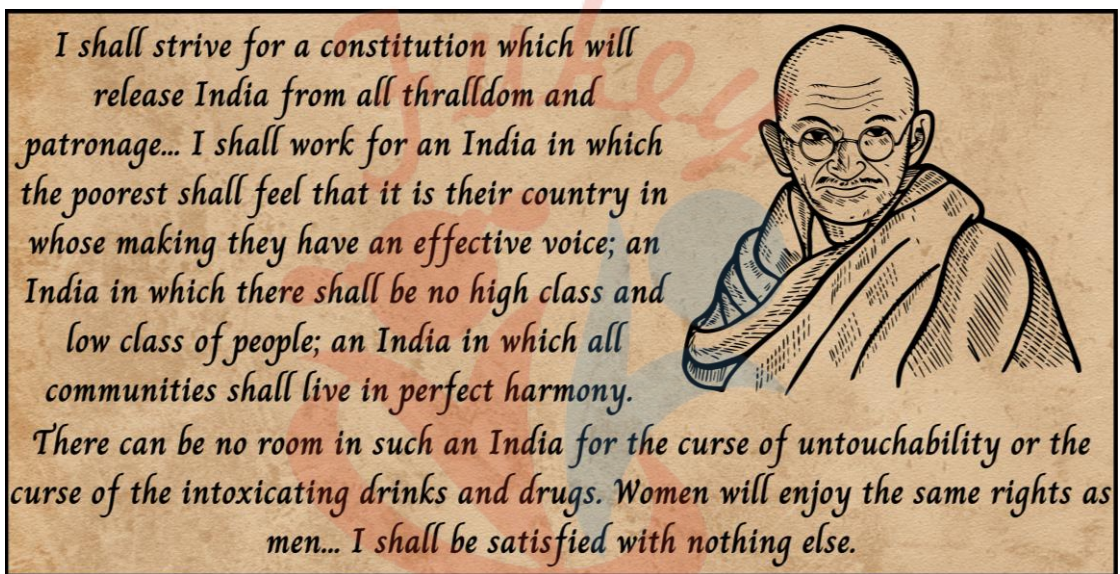 I shall strive for a constitution which will
release India from all thralldom and
patronage... I shall work for an India in which
the poorest shall feel that it is their country in
whose making they have an effective voice; an
India in which there shall be no high class and
low class of people; an India in which all
communities shall live in perfect harmony.
There can be no room in such an India for the curse of untouchability or the
curse of the intoxicating drinks and drugs. Women will enjoy the same rights as
men... I shall be satisfied with nothing else.